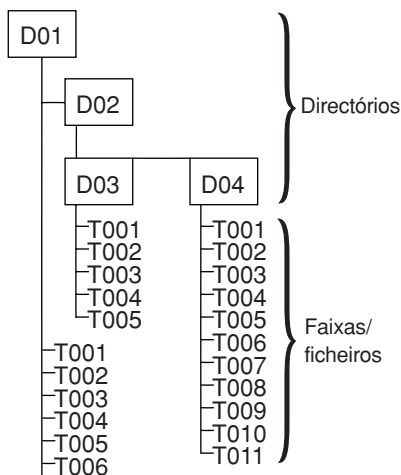 D01
D02
Directórios
D03
D04
T001
T002
T003
T004
T005
T001
T002
T003
T004
T005
T006
T007
T008
T009
T010
T011
Faixas/
ficheiros
T001
T002
T003
T004
T005
T006